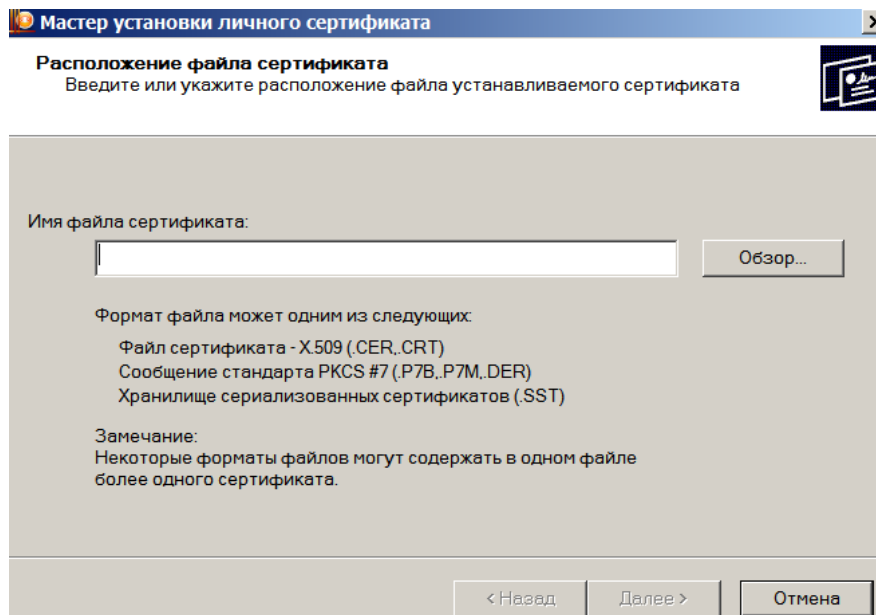 Мастер установки личного сертификата
Расположение файла сертификата
Введите или укажите расположение файла устанавливаемого сертификата
Имя файла сертификата:
Обзор...
Формат файла может одним из следующих:
Файл сертификата - X.509 (.CER,.CRT)
Сообщение стандарта PKCS #7 (.P7B,.P7M,.DER)
Хранилище сериализованных сертификатов (.SST)
Замечание:
Некоторые форматы файлов могут содержать в одном файле
более одного сертификата.
< Назад Далее > Отмена